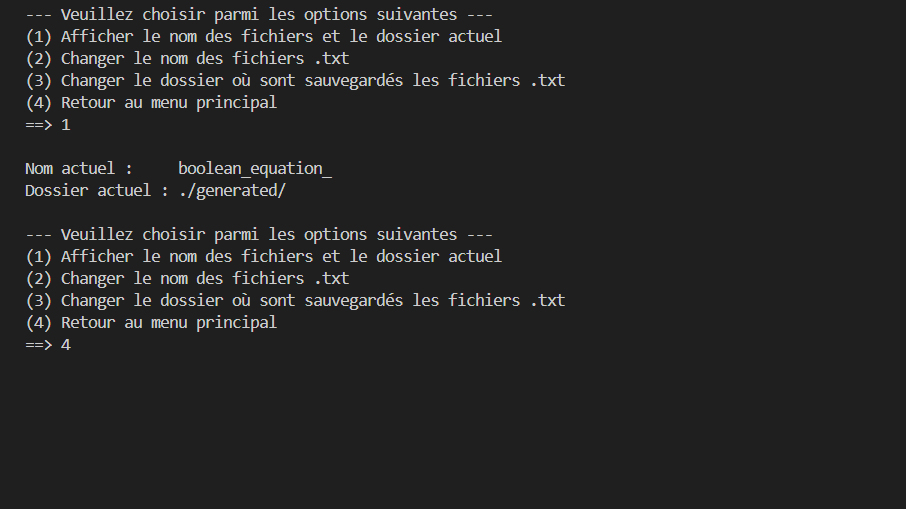 --- Veuillez choisir parmi les options suivantes ---
(1) Afficher le nom des fichiers et le dossier actuel
(2) Changer le nom des fichiers .txt
(3) Changer le dossier où sont sauvegardés les fichiers .txt
(4) Retour au menu principal
==> 1
Nom actuel :     boolean_equation_
Dossier actuel : ./generated/
--- Veuillez choisir parmi les options suivantes ---
(1) Afficher le nom des fichiers et le dossier actuel
(2) Changer le nom des fichiers .txt
(3) Changer le dossier où sont sauvegardés les fichiers .txt
(4) Retour au menu principal
==> 4